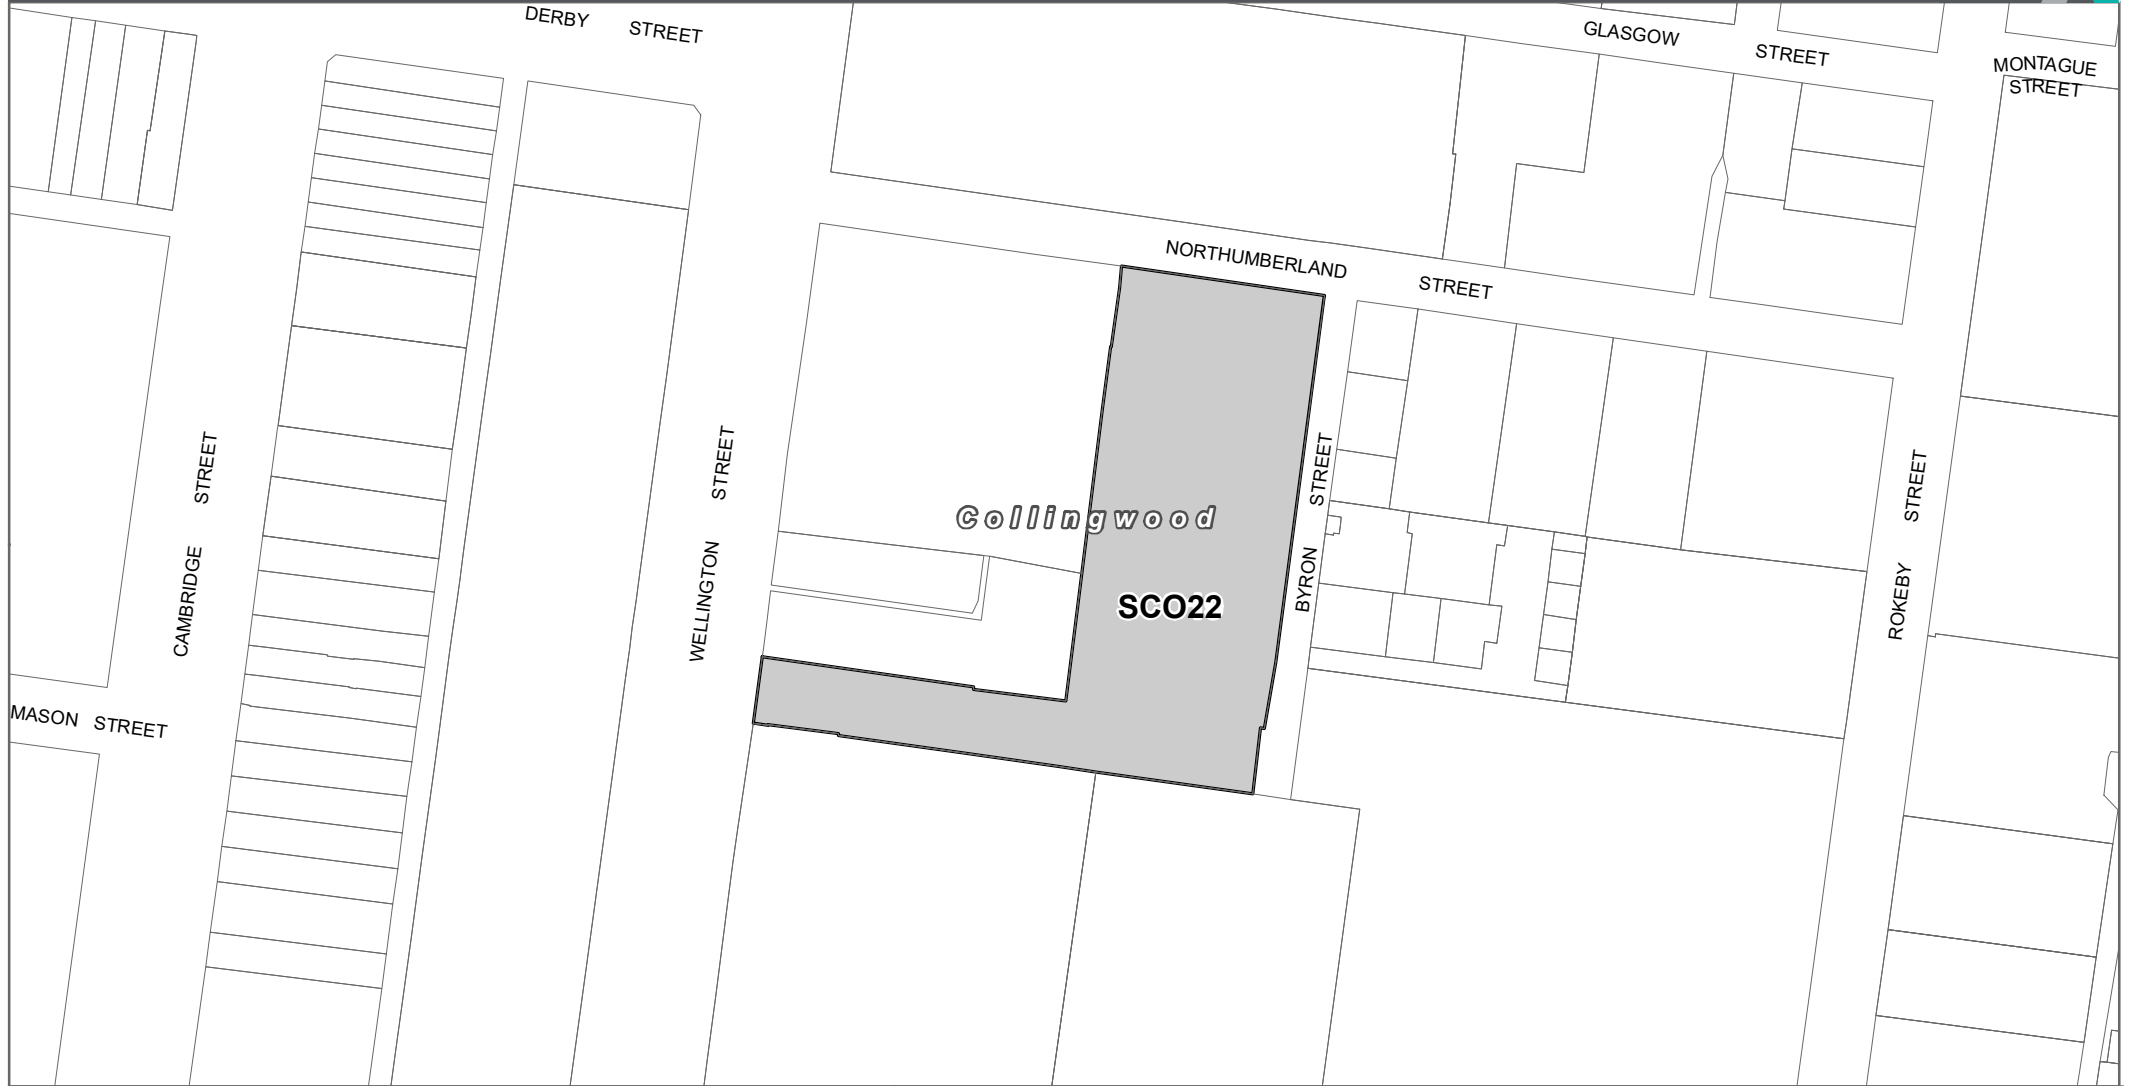 DERBY STREET
GLASGOW STREET
MONTAGUE
STREET
NORTHUMBERLAND STREET
CAMBRIDGE STREET
WELLINGTON STREET
Collingwood
BYRON STREET
ROKEBY STREET
SCO22
MASON STREET